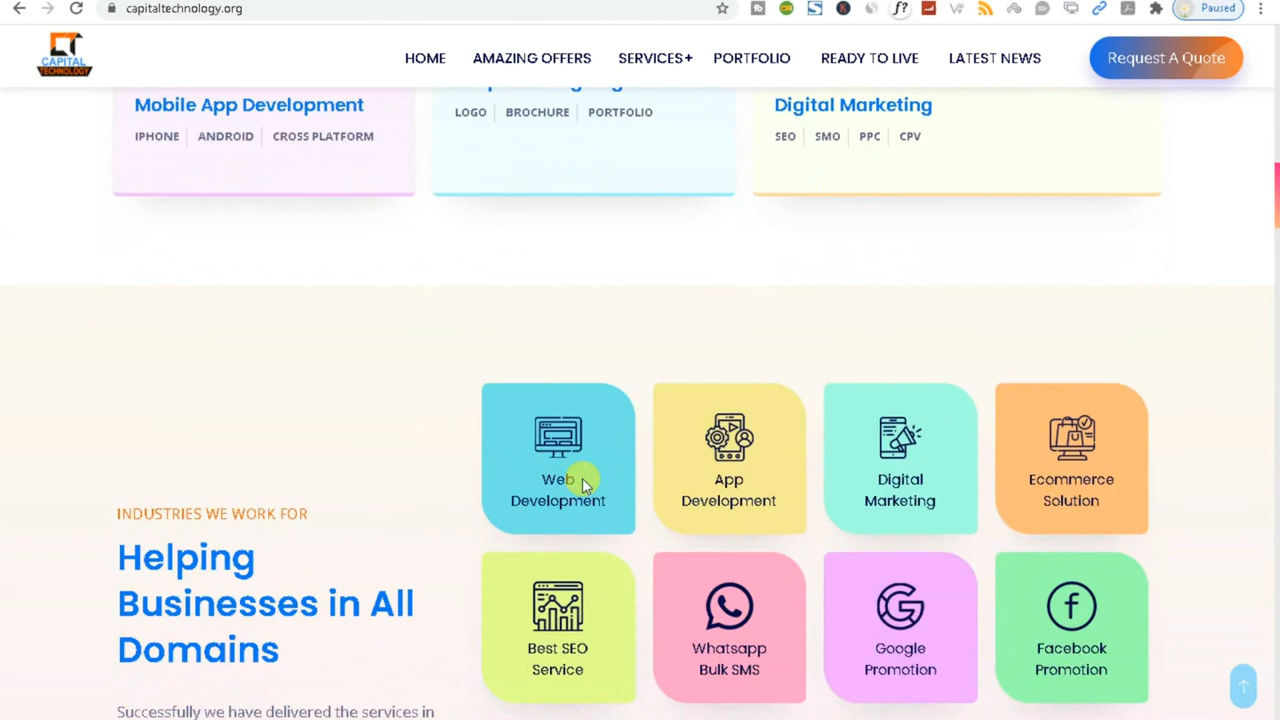 capitaltechnology.org
Paused
CAPITAL
TECHNOLOGY
HOME
AMAZING OFFERS
SERVICES+
PORTFOLIO
READY TO LIVE
LATEST NEWS
Request A Quote
Mobile App Development
IPHONE
ANDROID
CROSS PLATFORM
LOGO
BROCHURE
PORTFOLIO
Digital Marketing
SEO
SMO
PPC
CPV
INDUSTRIES WE WORK FOR
Helping
Businesses in All
Domains
Successfully we have delivered the services in
Web
Development
App
Development
Digital
Marketing
Ecommerce
Solution
Best SEO
Service
Whatsapp
Bulk SMS
Google
Promotion
Facebook
Promotion